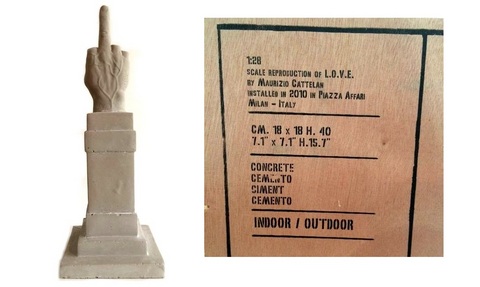 1:28
SCALE REPRODUCTION OF L.O.V.E.
BY MAURIZIO CATTELAN
INSTALLED IN 2010 IN PIAZZA AFFARI
MILAN - ITALY
CM. 18 X 18 H. 40
7.1" X 7.1" H.15.7"
CONCRETE
CEMENTO
CIMENT
CEMENTO
INDOOR / OUTDOOR